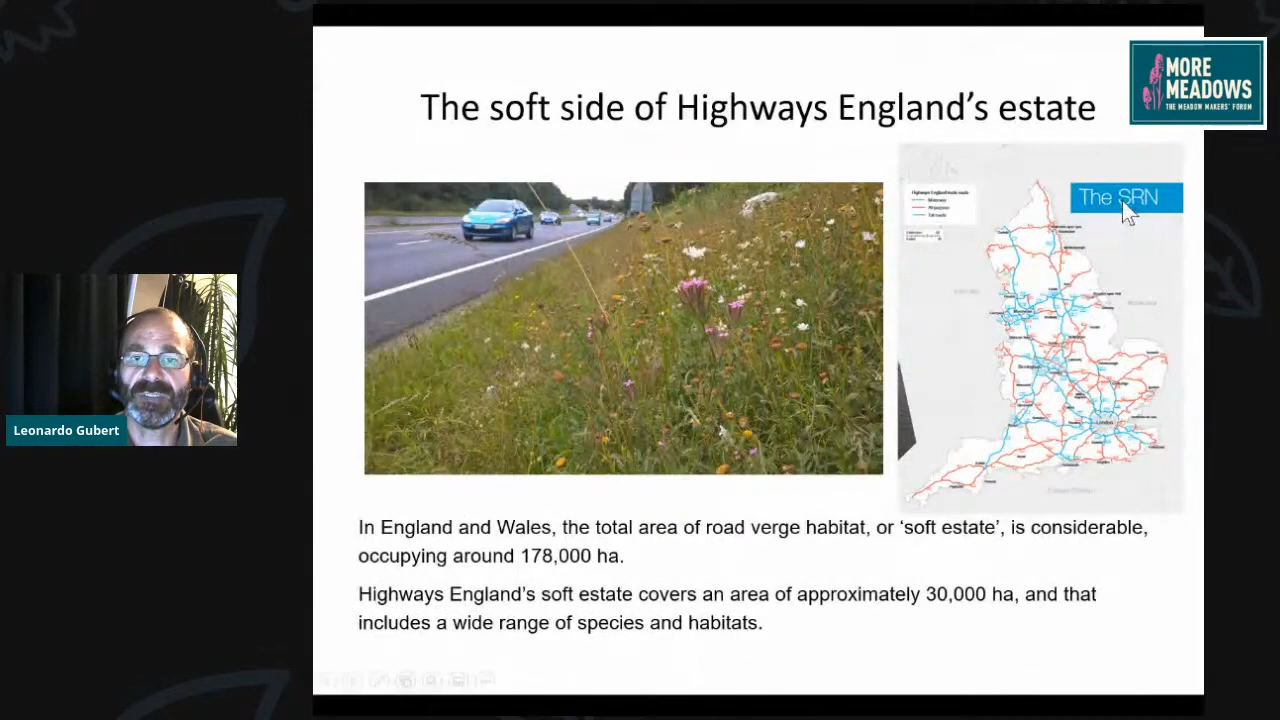 The soft side of Highways England’s estate
MORE
MEADOWS
THE MEADOW MAKERS' FORUM
The SRN
London
Leonardo Gubert
In England and Wales, the total area of road verge habitat, or ‘soft estate’, is considerable,
occupying around 178,000 ha.
Highways England’s soft estate covers an area of approximately 30,000 ha, and that
includes a wide range of species and habitats.